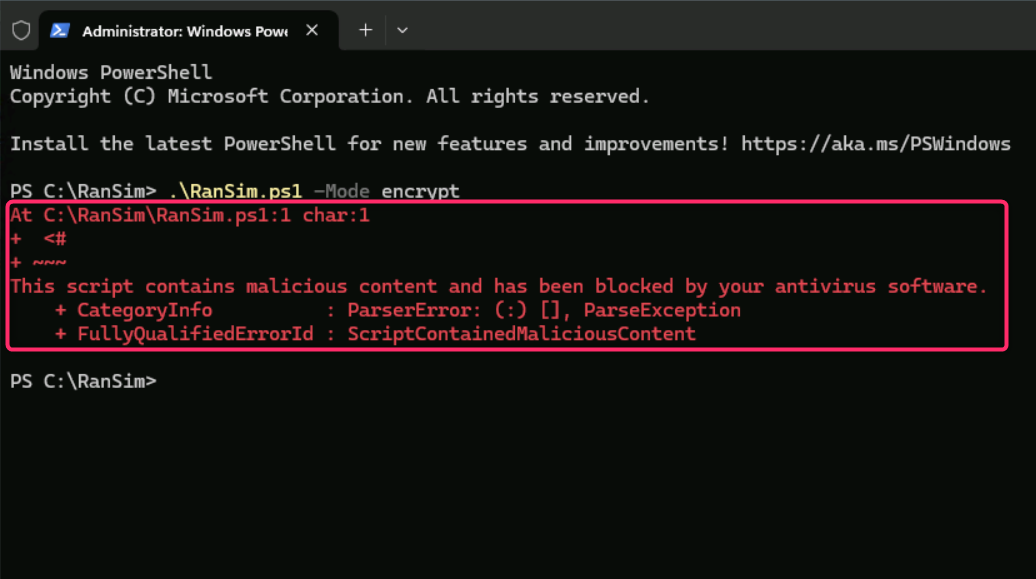 Administrator: Windows Powe
Windows PowerShell
Copyright (C) Microsoft Corporation. All rights reserved.
Install the latest PowerShell for new features and improvements! https://aka.ms/PSWindows
PS C:\RanSim> .\RanSim.ps1 -Mode encrypt
At C:\RanSim\RanSim.ps1:1 char:1
+  <#
+ ~~~
This script contains malicious content and has been blocked by your antivirus software.
    + CategoryInfo          : ParserError: (:) [], ParseException
    + FullyQualifiedErrorId : ScriptContainedMaliciousContent
PS C:\RanSim>